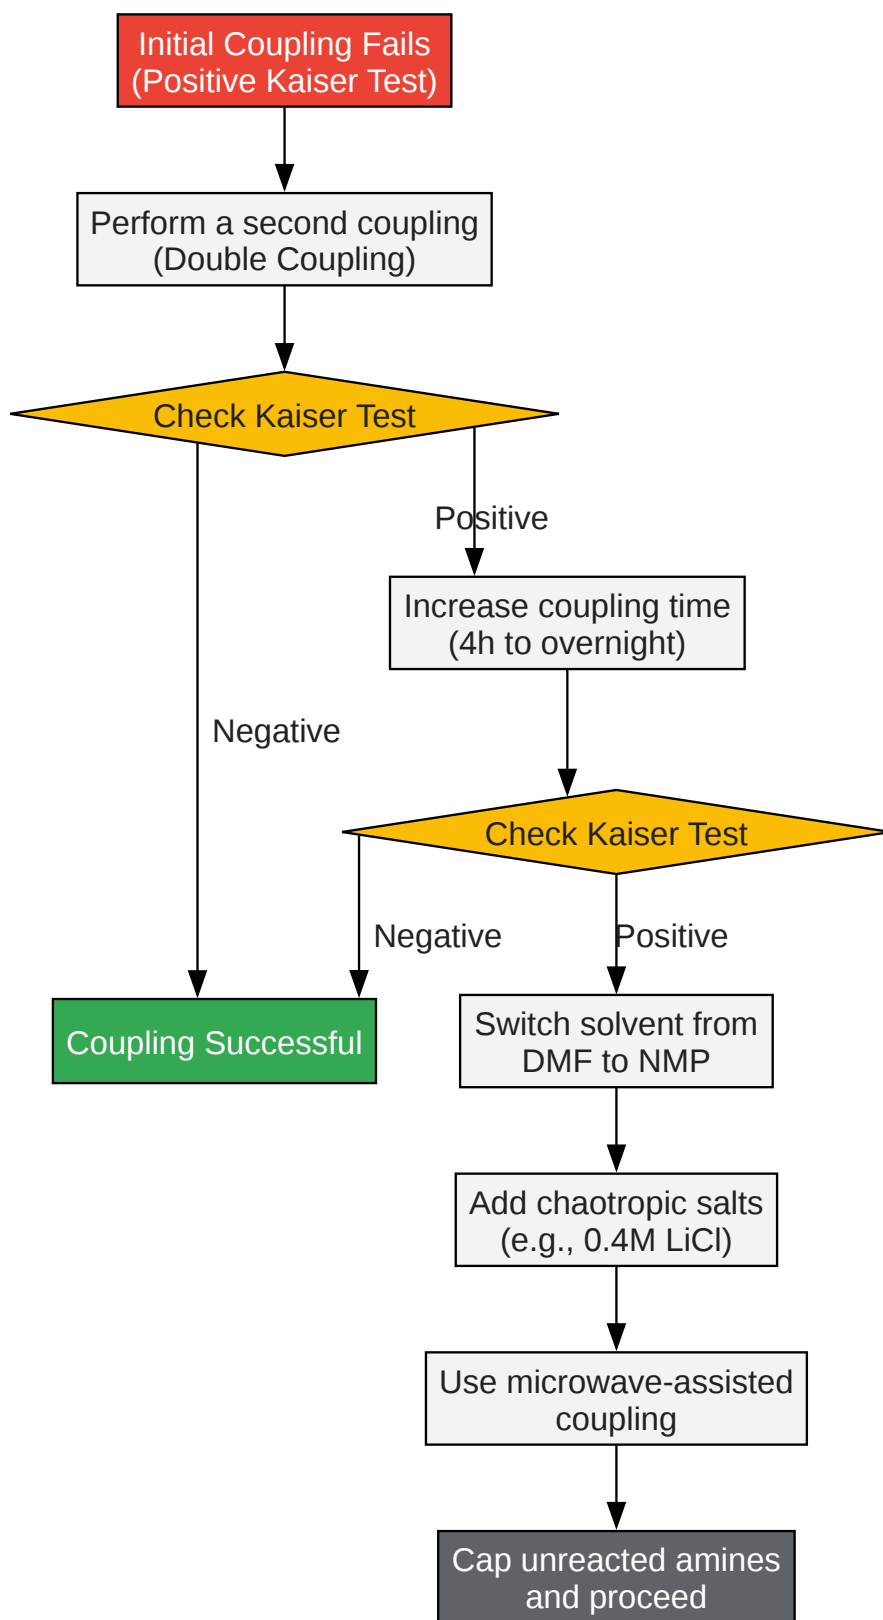 Initial Coupling Fails
(Positive Kaiser Test)
Perform a second coupling
(Double Coupling)
Check Kaiser Test
Positive
Increase coupling time
(4h to overnight)
Negative
Check Kaiser Test
Negative
Positive
Coupling Successful
Switch solvent from
DMF to NMP
Add chaotropic salts
(e.g., 0.4M LiCl)
Use microwave-assisted
coupling
Cap unreacted amines
and proceed